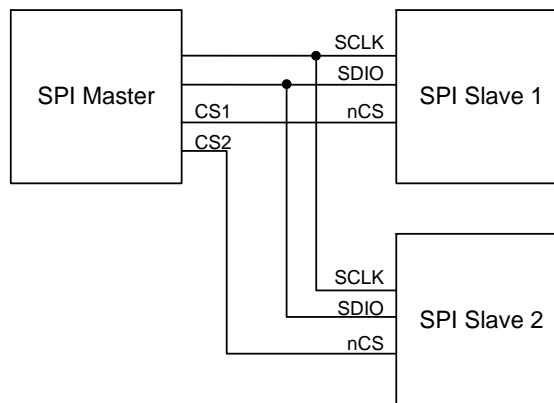 SCLK
SPI Master
SDIO
SPI Slave 1
CS1
nCS
CS2
SCLK
SDIO
SPI Slave 2
nCS